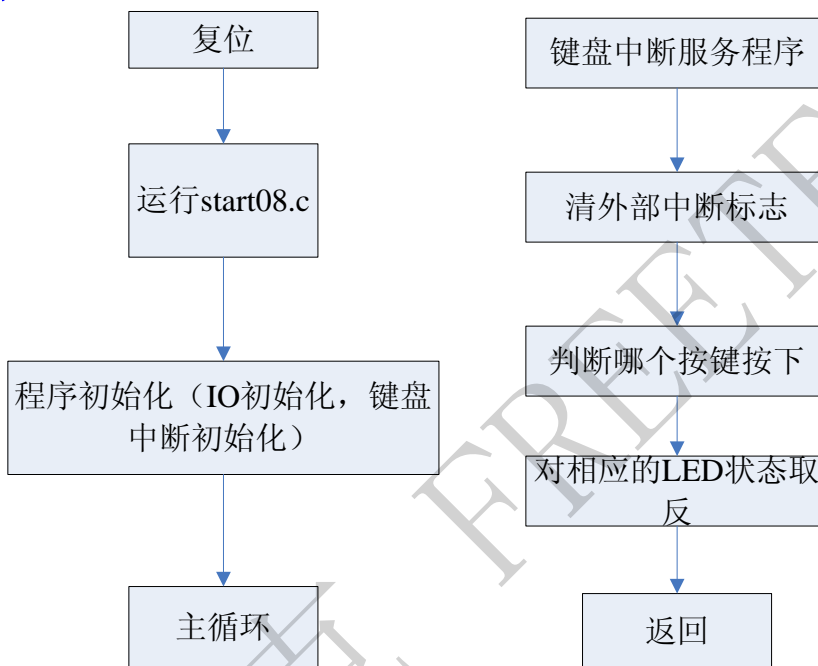 复位
运行start08.c
程序初始化（IO初始化，键盘
中断初始化）
主循环
键盘中断服务程序
清外部中断标志
判断哪个按键按下
对相应的LED状态取
反
返回